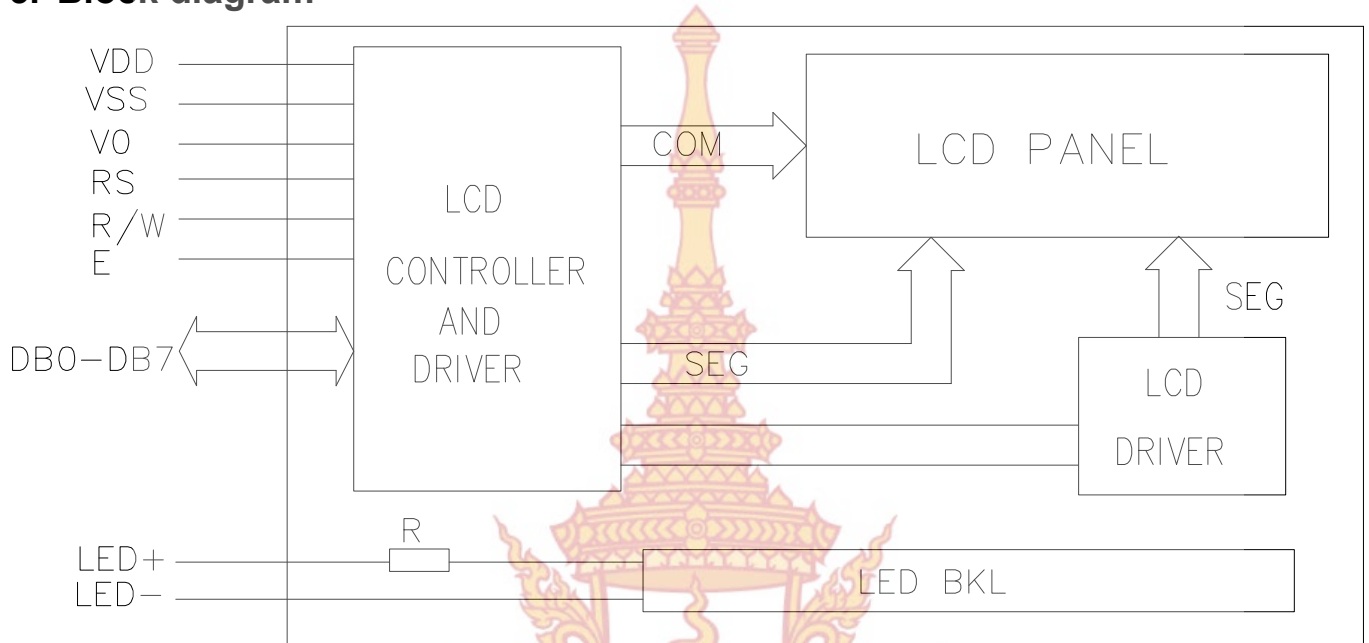 Block diagram
VDD
VSS
V0
RS
R/W
E
DB0-DB7
LCD
CONTROLLER
AND
DRIVER
COM
SEG
LCD PANEL
SEG
LCD
DRIVER
LED+
LED-
R
LED BKL